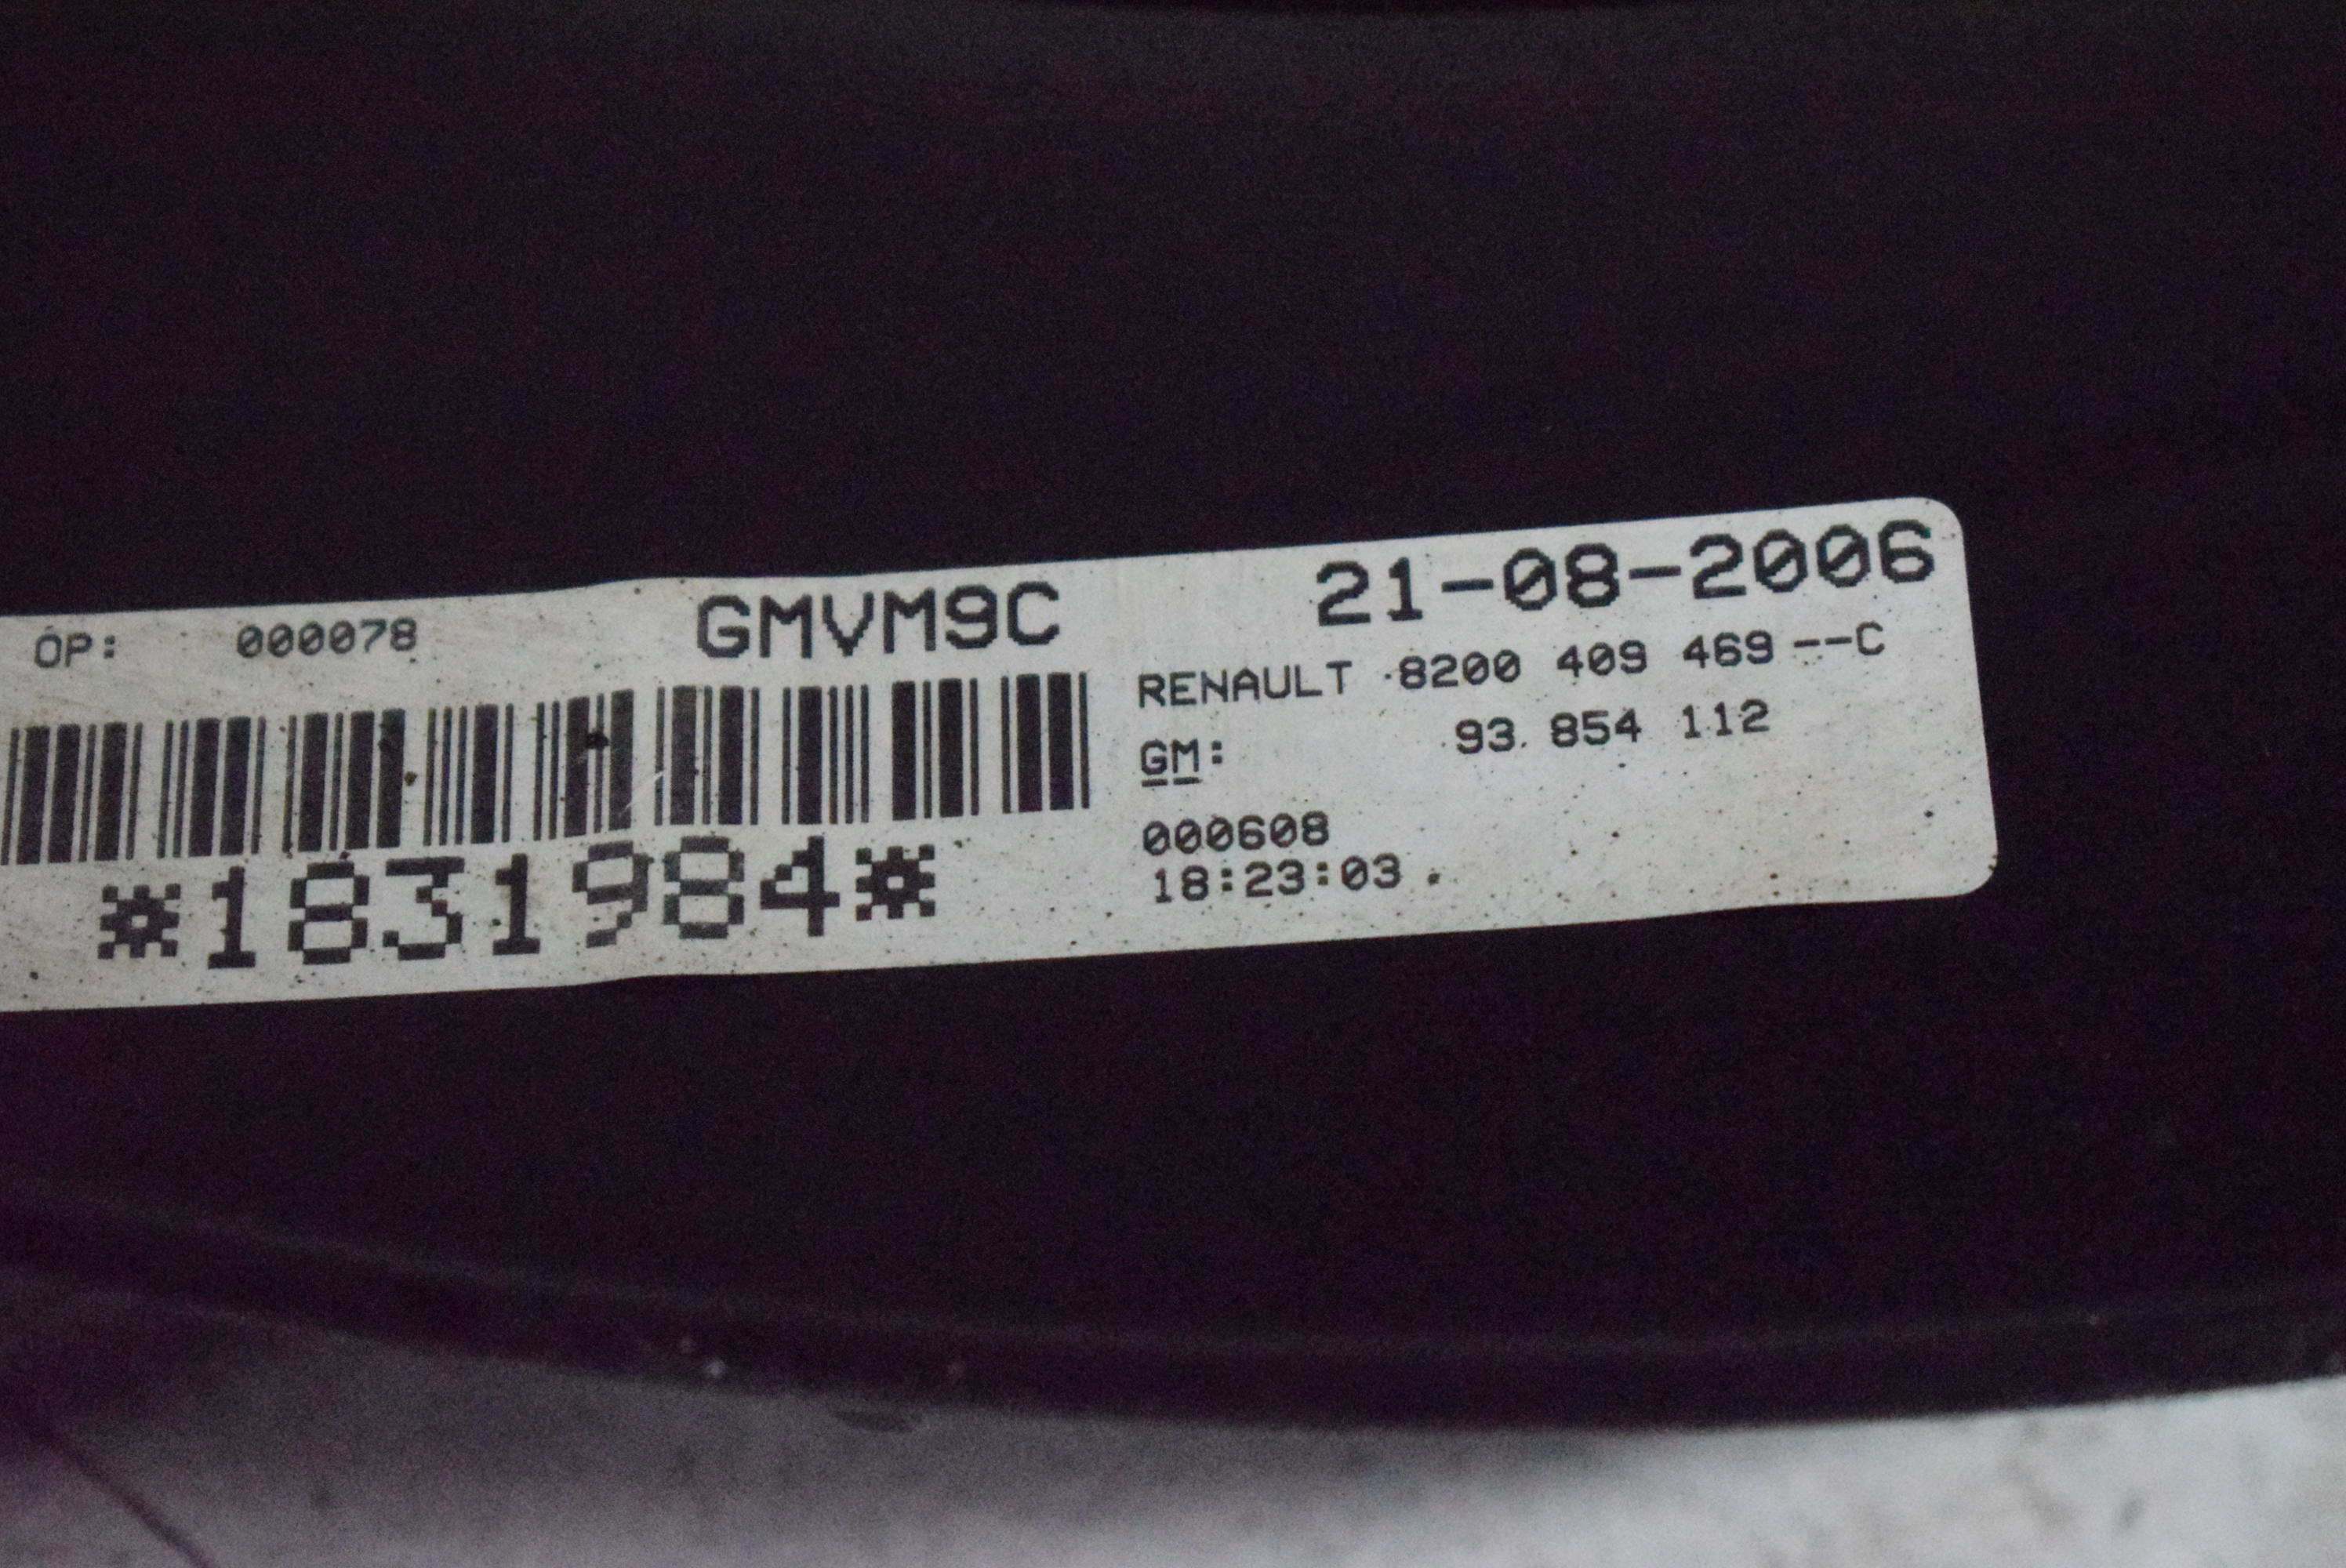 OP: 000078 GMVM9C 21-08-2006
RENAULT 8200 409 469 --C
GM: 93 854 112
*1831984*
000608
18:23:03